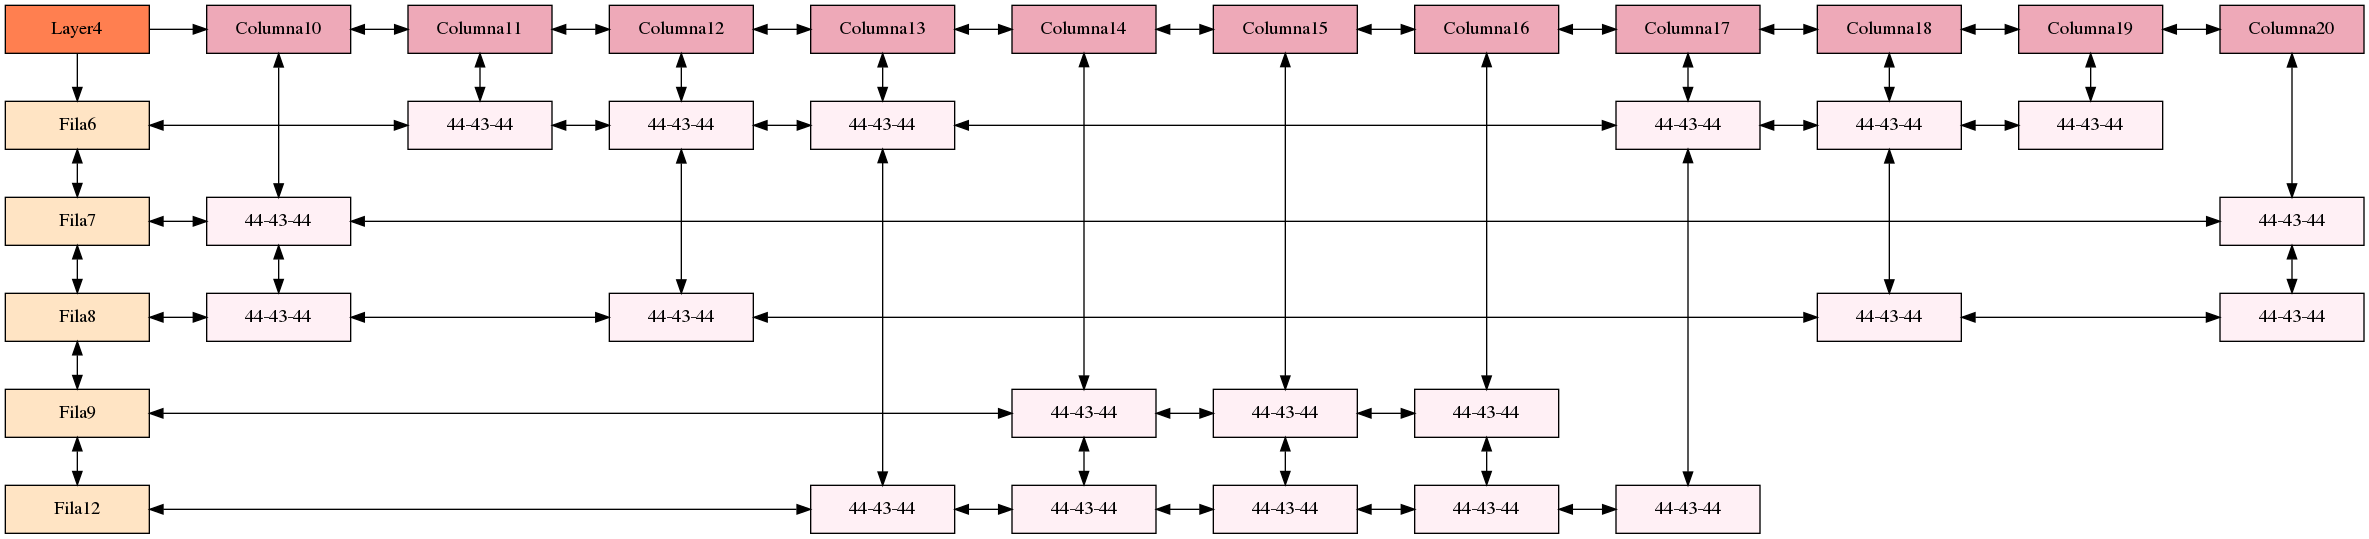 Layer4 Columna10 Columna11 Columna12 Columna13 Columna14 Columna15 Columna16 Columna17 Columna18 Columna19 Columna20
Fila6 44-43-44 44-43-44 44-43-44 44-43-44 44-43-44 44-43-44
Fila7 44-43-44 44-43-44
Fila8 44-43-44 44-43-44 44-43-44 44-43-44
Fila9 44-43-44 44-43-44 44-43-44
Fila12 44-43-44 44-43-44 44-43-44 44-43-44 44-43-44